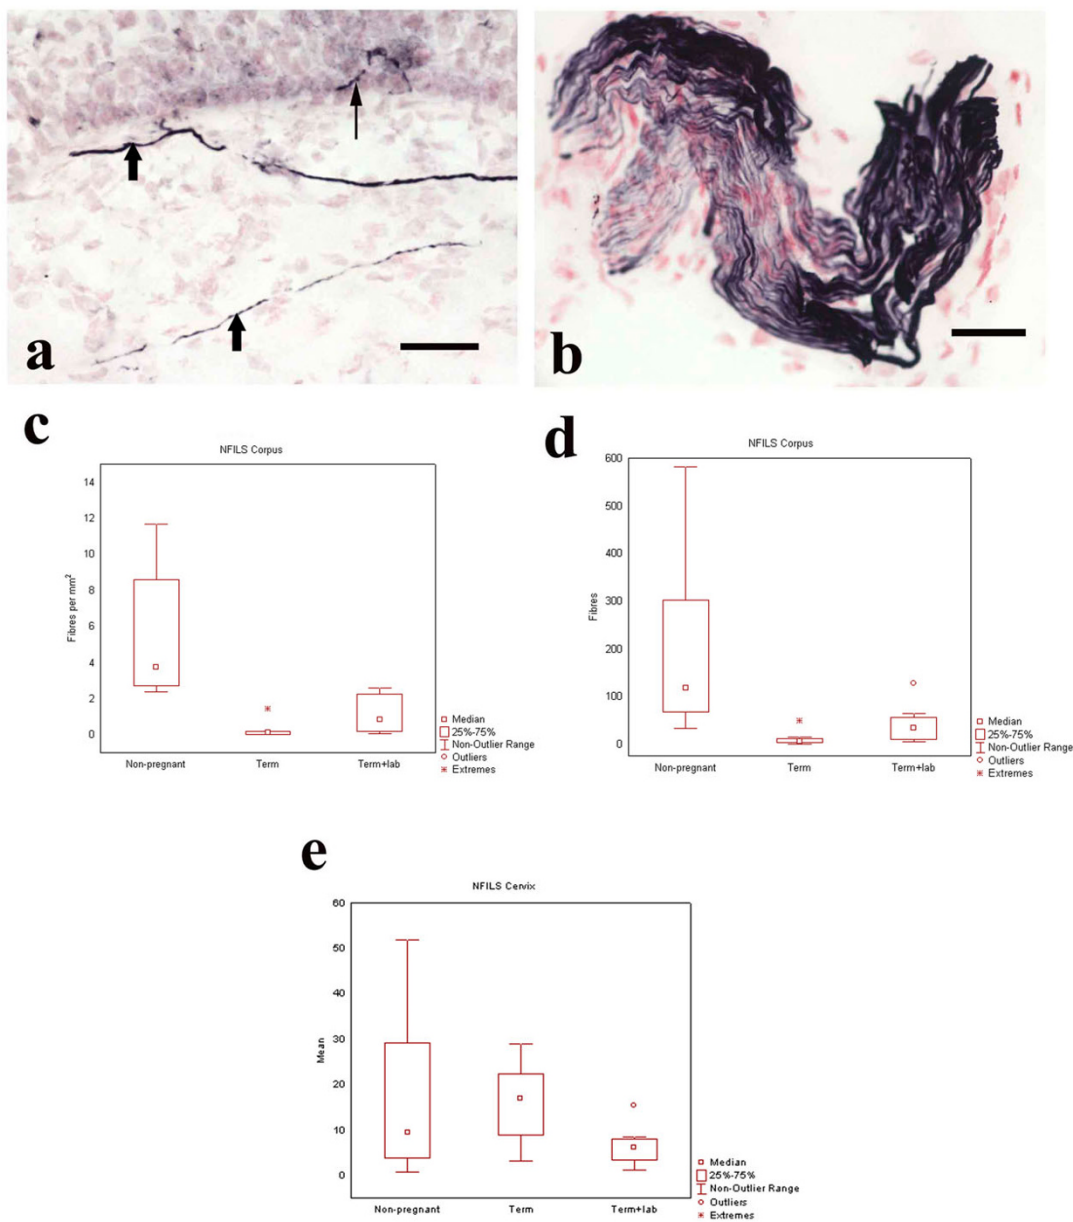 a
b
c
NFILS Corpus
Fibres per mm²
14
12
10
8
6
4
2
0
Non-pregnant
Term
Term+lab
Median
25%-75%
Non-Outlier Range
Outliers
Extremes
d
NFILS Corpus
Fibres
600
500
400
300
200
100
0
Non-pregnant
Term
Term+lab
Median
25%-75%
Non-Outlier Range
Outliers
Extremes
e
NFILS Cervix
Mean
60
50
40
30
20
10
0
Non-pregnant
Term
Term+lab
Median
25%-75%
Non-Outlier Range
Outliers
Extremes